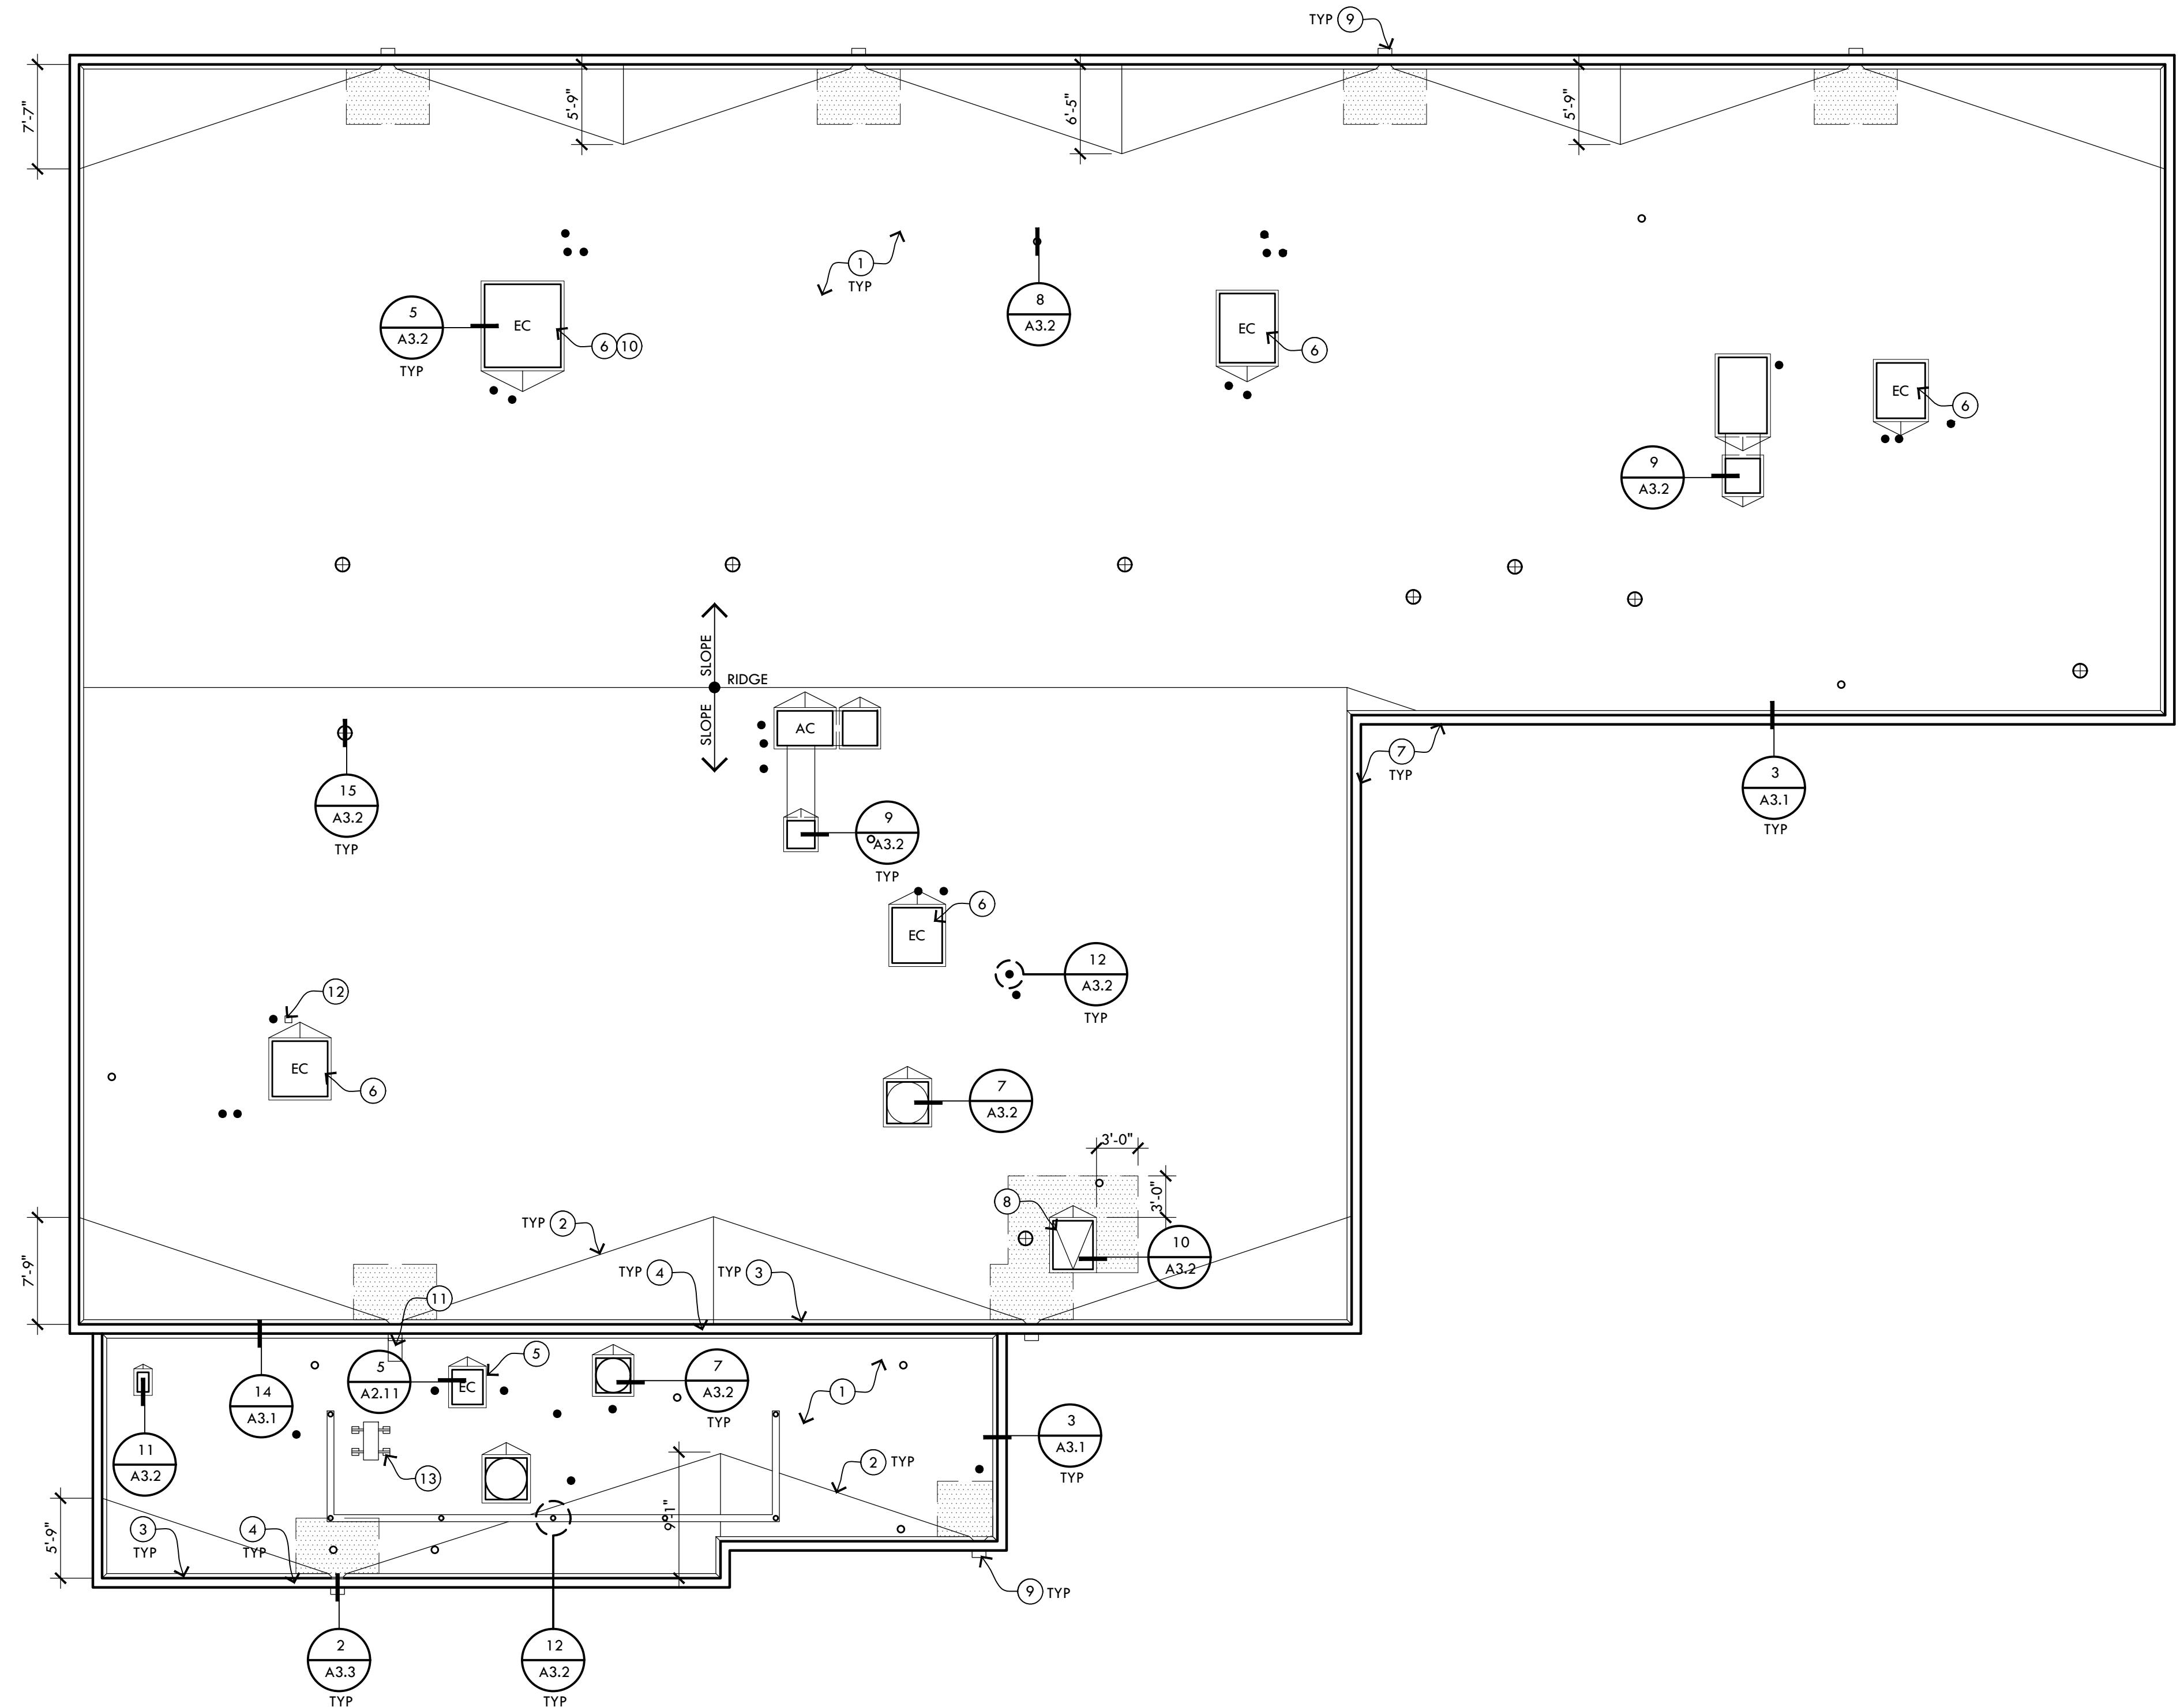 TYP 9
7'-7"
5'-9"
6'-5"
5'-9"
1
TYP
8
A3.2
5
A3.2
TYP
EC
6 10
EC
6
EC
6
9
A3.2
SLOPE
RIDGE
SLOPE
AC
7
TYP
3
A3.1
TYP
15
A3.2
TYP
9
A3.2
TYP
6
EC
12
A3.2
TYP
12
EC
6
7
A3.2
3'-0"
3'-0"
8
TYP 2
10
A3.2
7'-9"
TYP 4
TYP 3
11
5
5
A2.11
EC
7
A3.2
TYP
1
14
A3.1
3
A3.1
TYP
11
A3.2
13
2 TYP
9'-1"
5'-9"
3
TYP
4
TYP
9 TYP
2
A3.3
TYP
12
A3.2
TYP